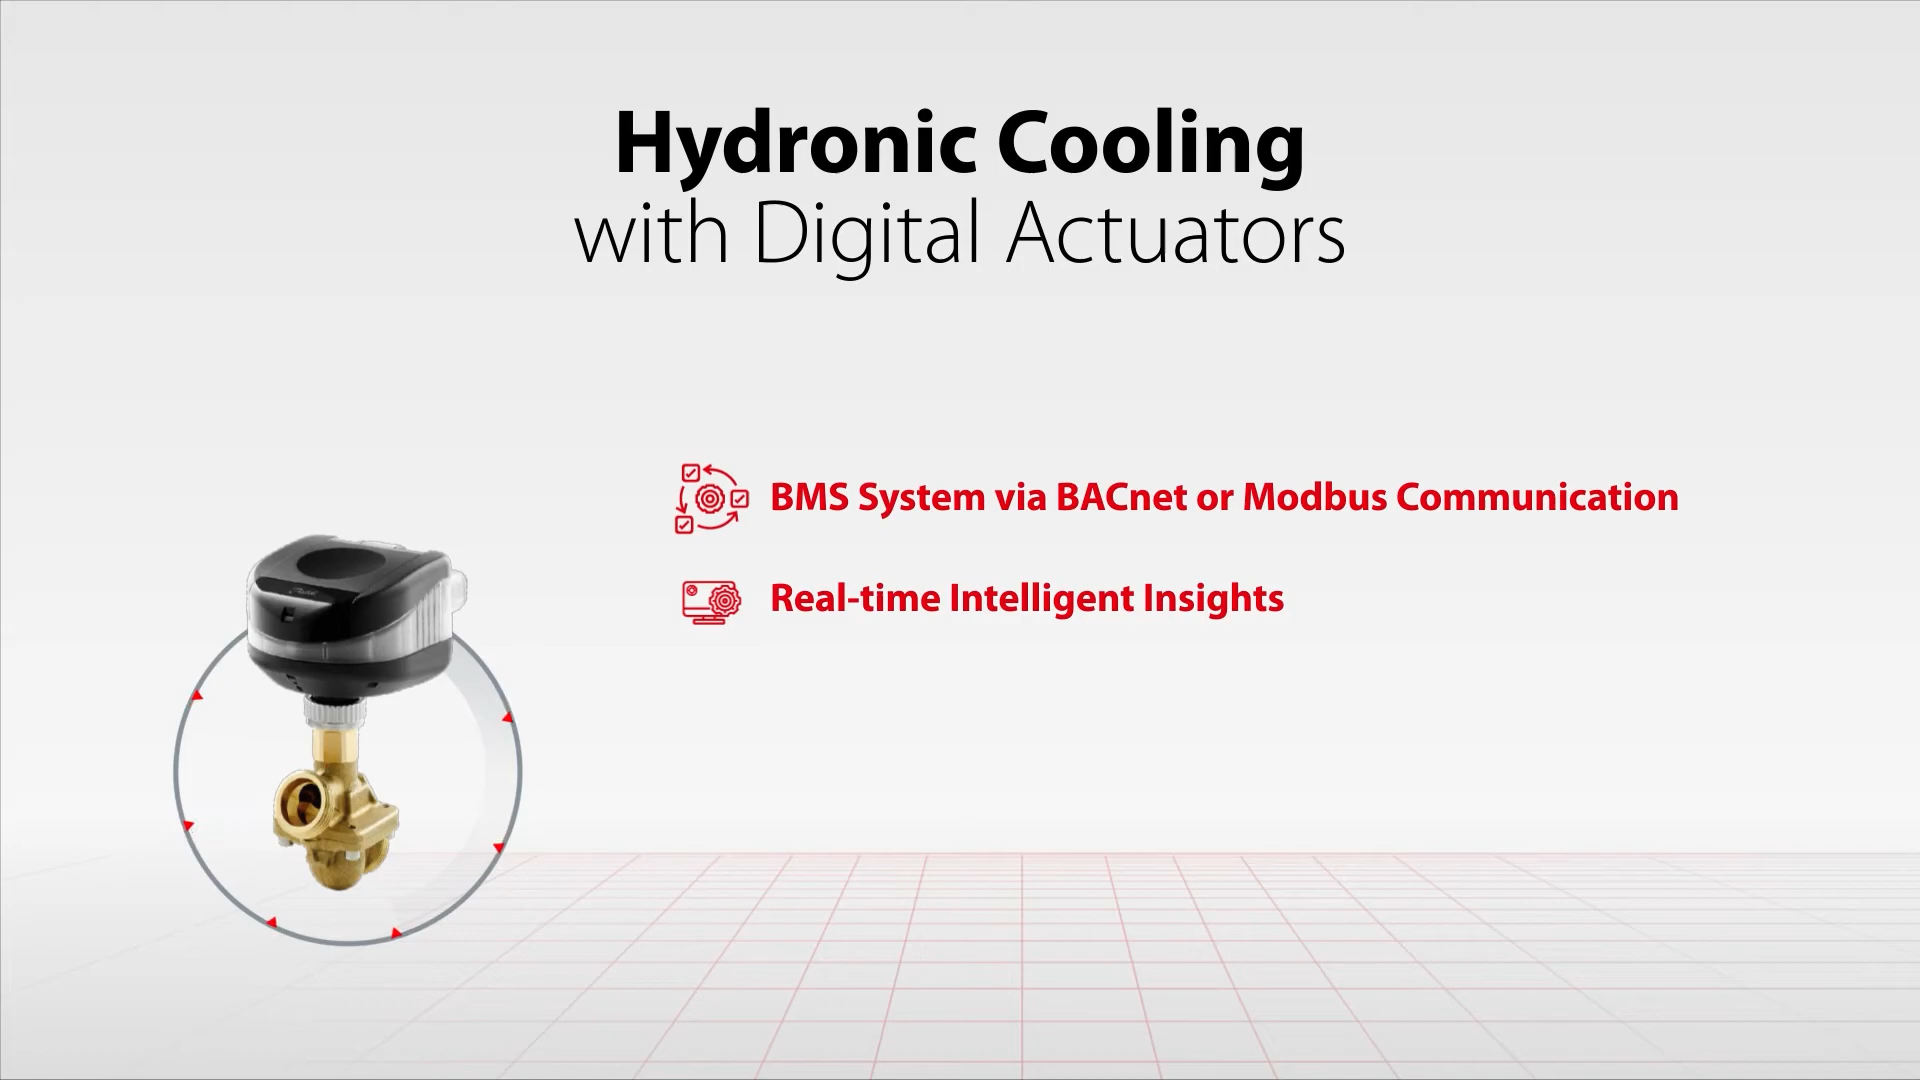 Hydronic Cooling
with Digital Actuators
BMS System via BACnet or Modbus Communication
Real-time Intelligent Insights